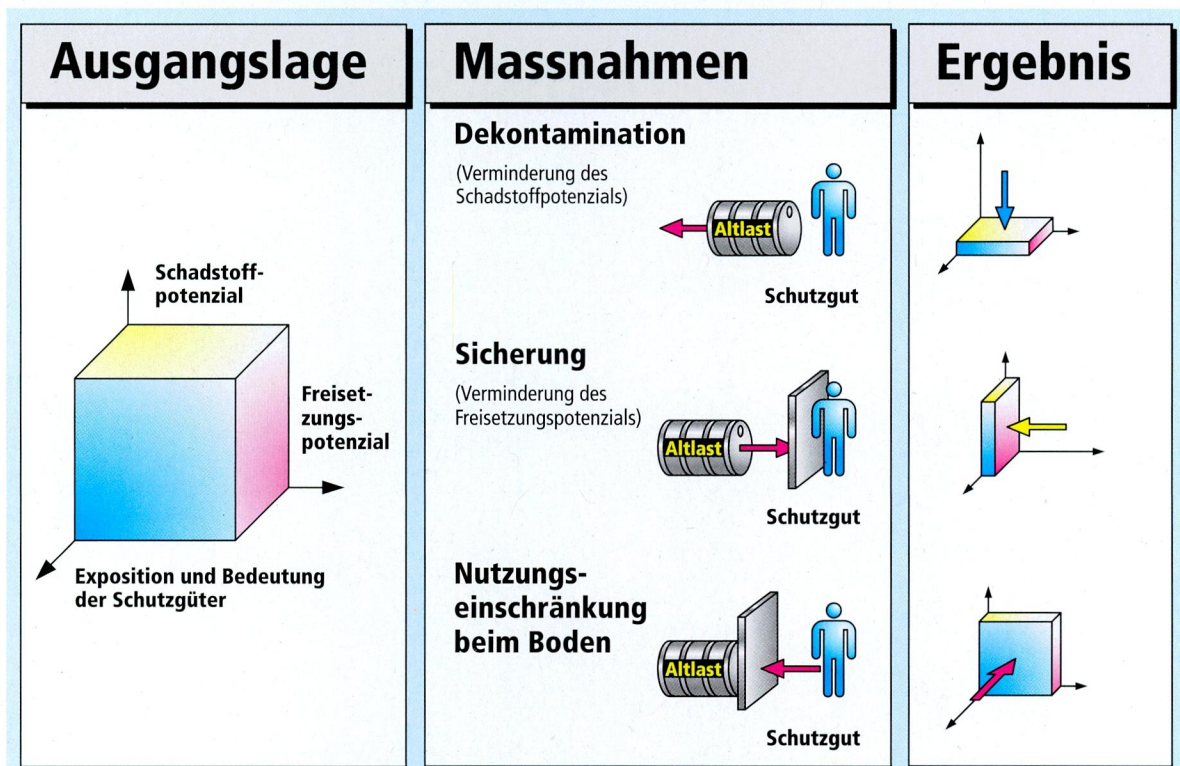 Ausgangslage
Schadstoff-
potenzial
Freiset-
zungs-
potenzial
Exposition und Bedeutung
der Schutzgüter
Massnahmen
Dekontamination
(Verminderung des
Schadstoffpotenzials)
Altlast
Schutzgut
Sicherung
(Verminderung des
Freisetzungspotenzials)
Altlast
Schutzgut
Nutzungs-
einschränkung
beim Boden
Altlast
Schutzgut
Ergebnis